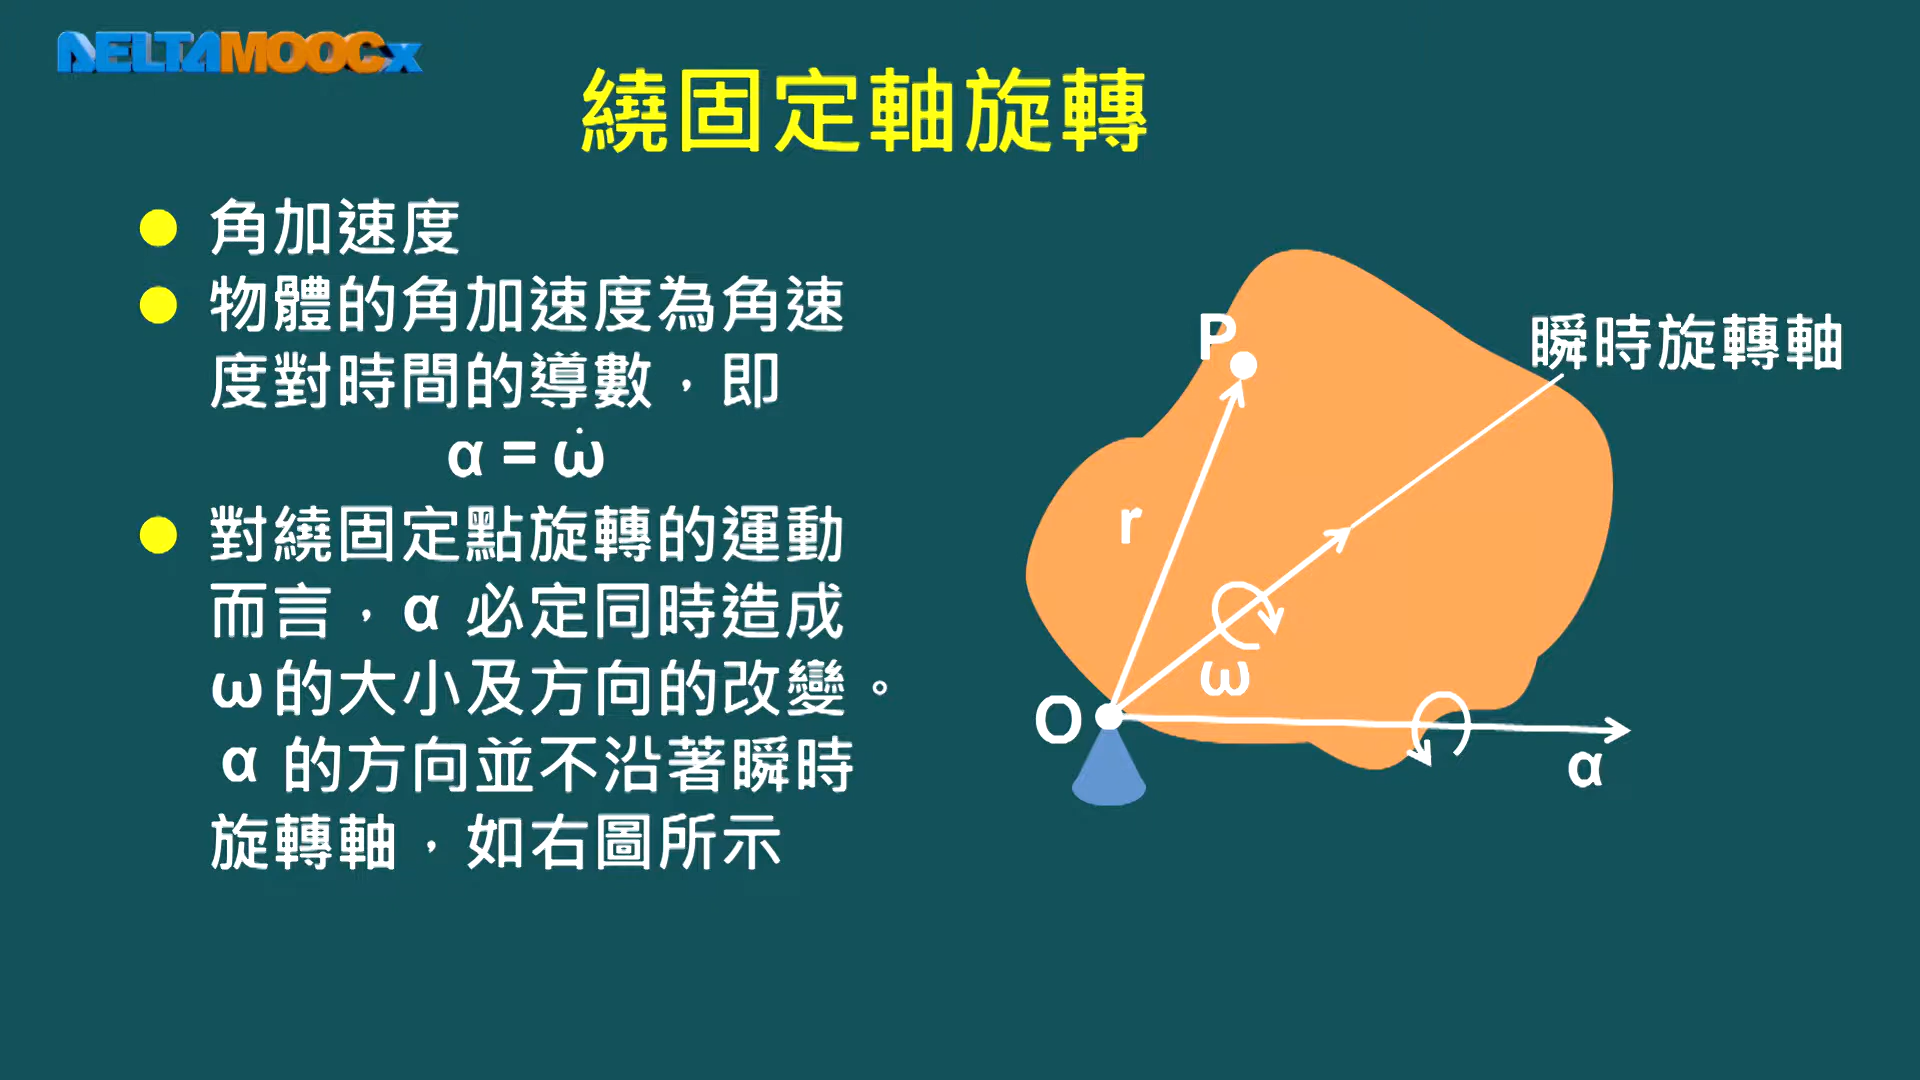 DELTAMOOCx
繞固定軸旋轉
角加速度
物體的角加速度為角速
度對時間的導數，即
α = ω̇
對繞固定點旋轉的運動
而言，α 必定同時造成
ω的大小及方向的改變。
α 的方向並不沿著瞬時
旋轉軸，如右圖所示
P
瞬時旋轉軸
r
ω
O
α